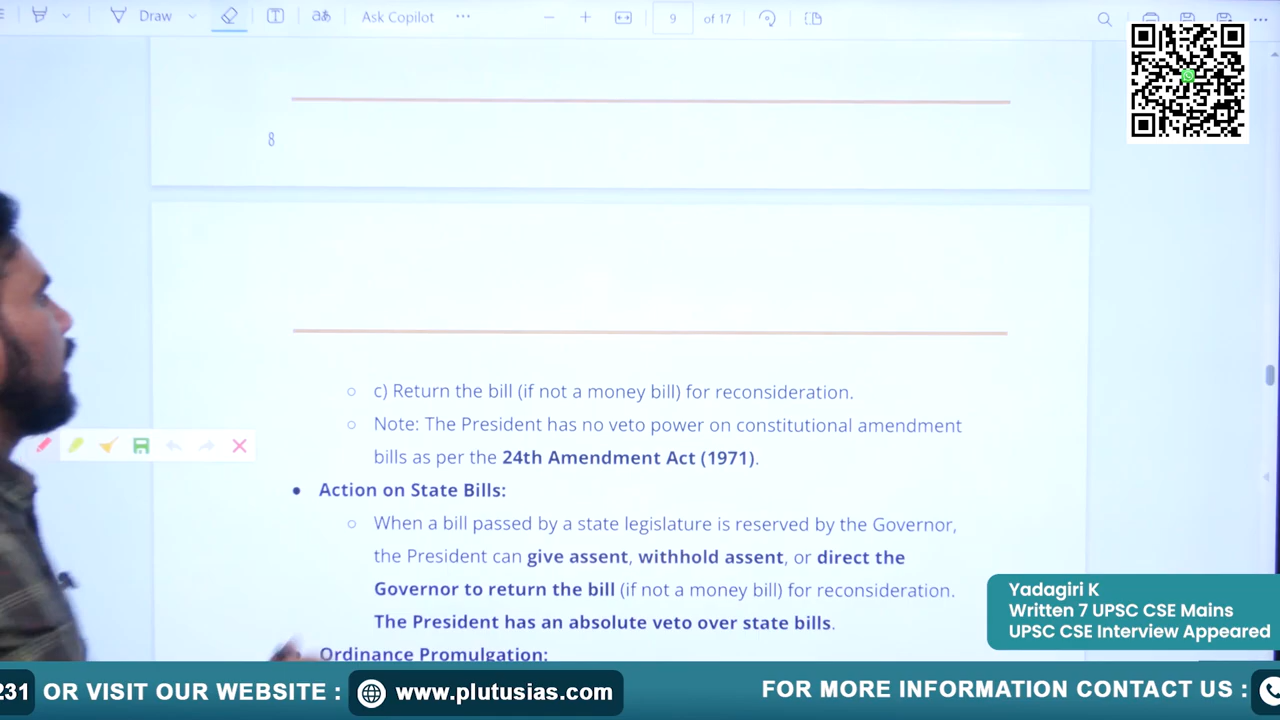 Draw
Ask Copilot
9
of 17
8
c) Return the bill (if not a money bill) for reconsideration.
Note: The President has no veto power on constitutional amendment
bills as per the 24th Amendment Act (1971).
Action on State Bills:
When a bill passed by a state legislature is reserved by the Governor,
the President can give assent, withhold assent, or direct the
Governor to return the bill (if not a money bill) for reconsideration.
The President has an absolute veto over state bills.
Ordinance Promulgation:
Yadagiri K
Written 7 UPSC CSE Mains
UPSC CSE Interview Appeared
231 OR VISIT OUR WEBSITE : www.plutusias.com FOR MORE INFORMATION CONTACT US :